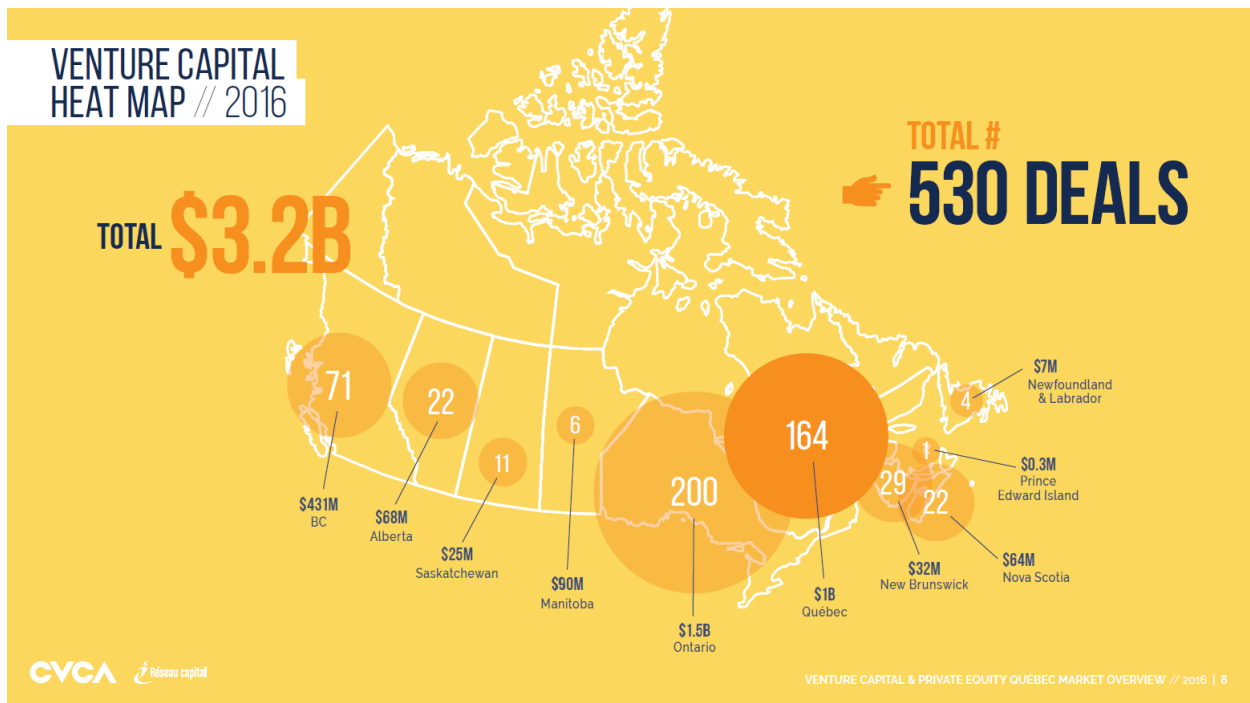 VENTURE CAPITAL
HEAT MAP // 2016
TOTAL $3.2B
TOTAL #
530 DEALS
71
$431M
BC
22
$68M
Alberta
11
$25M
Saskatchewan
6
$90M
Manitoba
200
$1.5B
Ontario
164
$1B
Québec
29
$32M
New Brunswick
22
$64M
Nova Scotia
1
$0.3M
Prince
Edward Island
4
$7M
Newfoundland
& Labrador
CVCA
Réseau capital
VENTURE CAPITAL & PRIVATE EQUITY QUÉBEC MARKET OVERVIEW // 2016 | 8